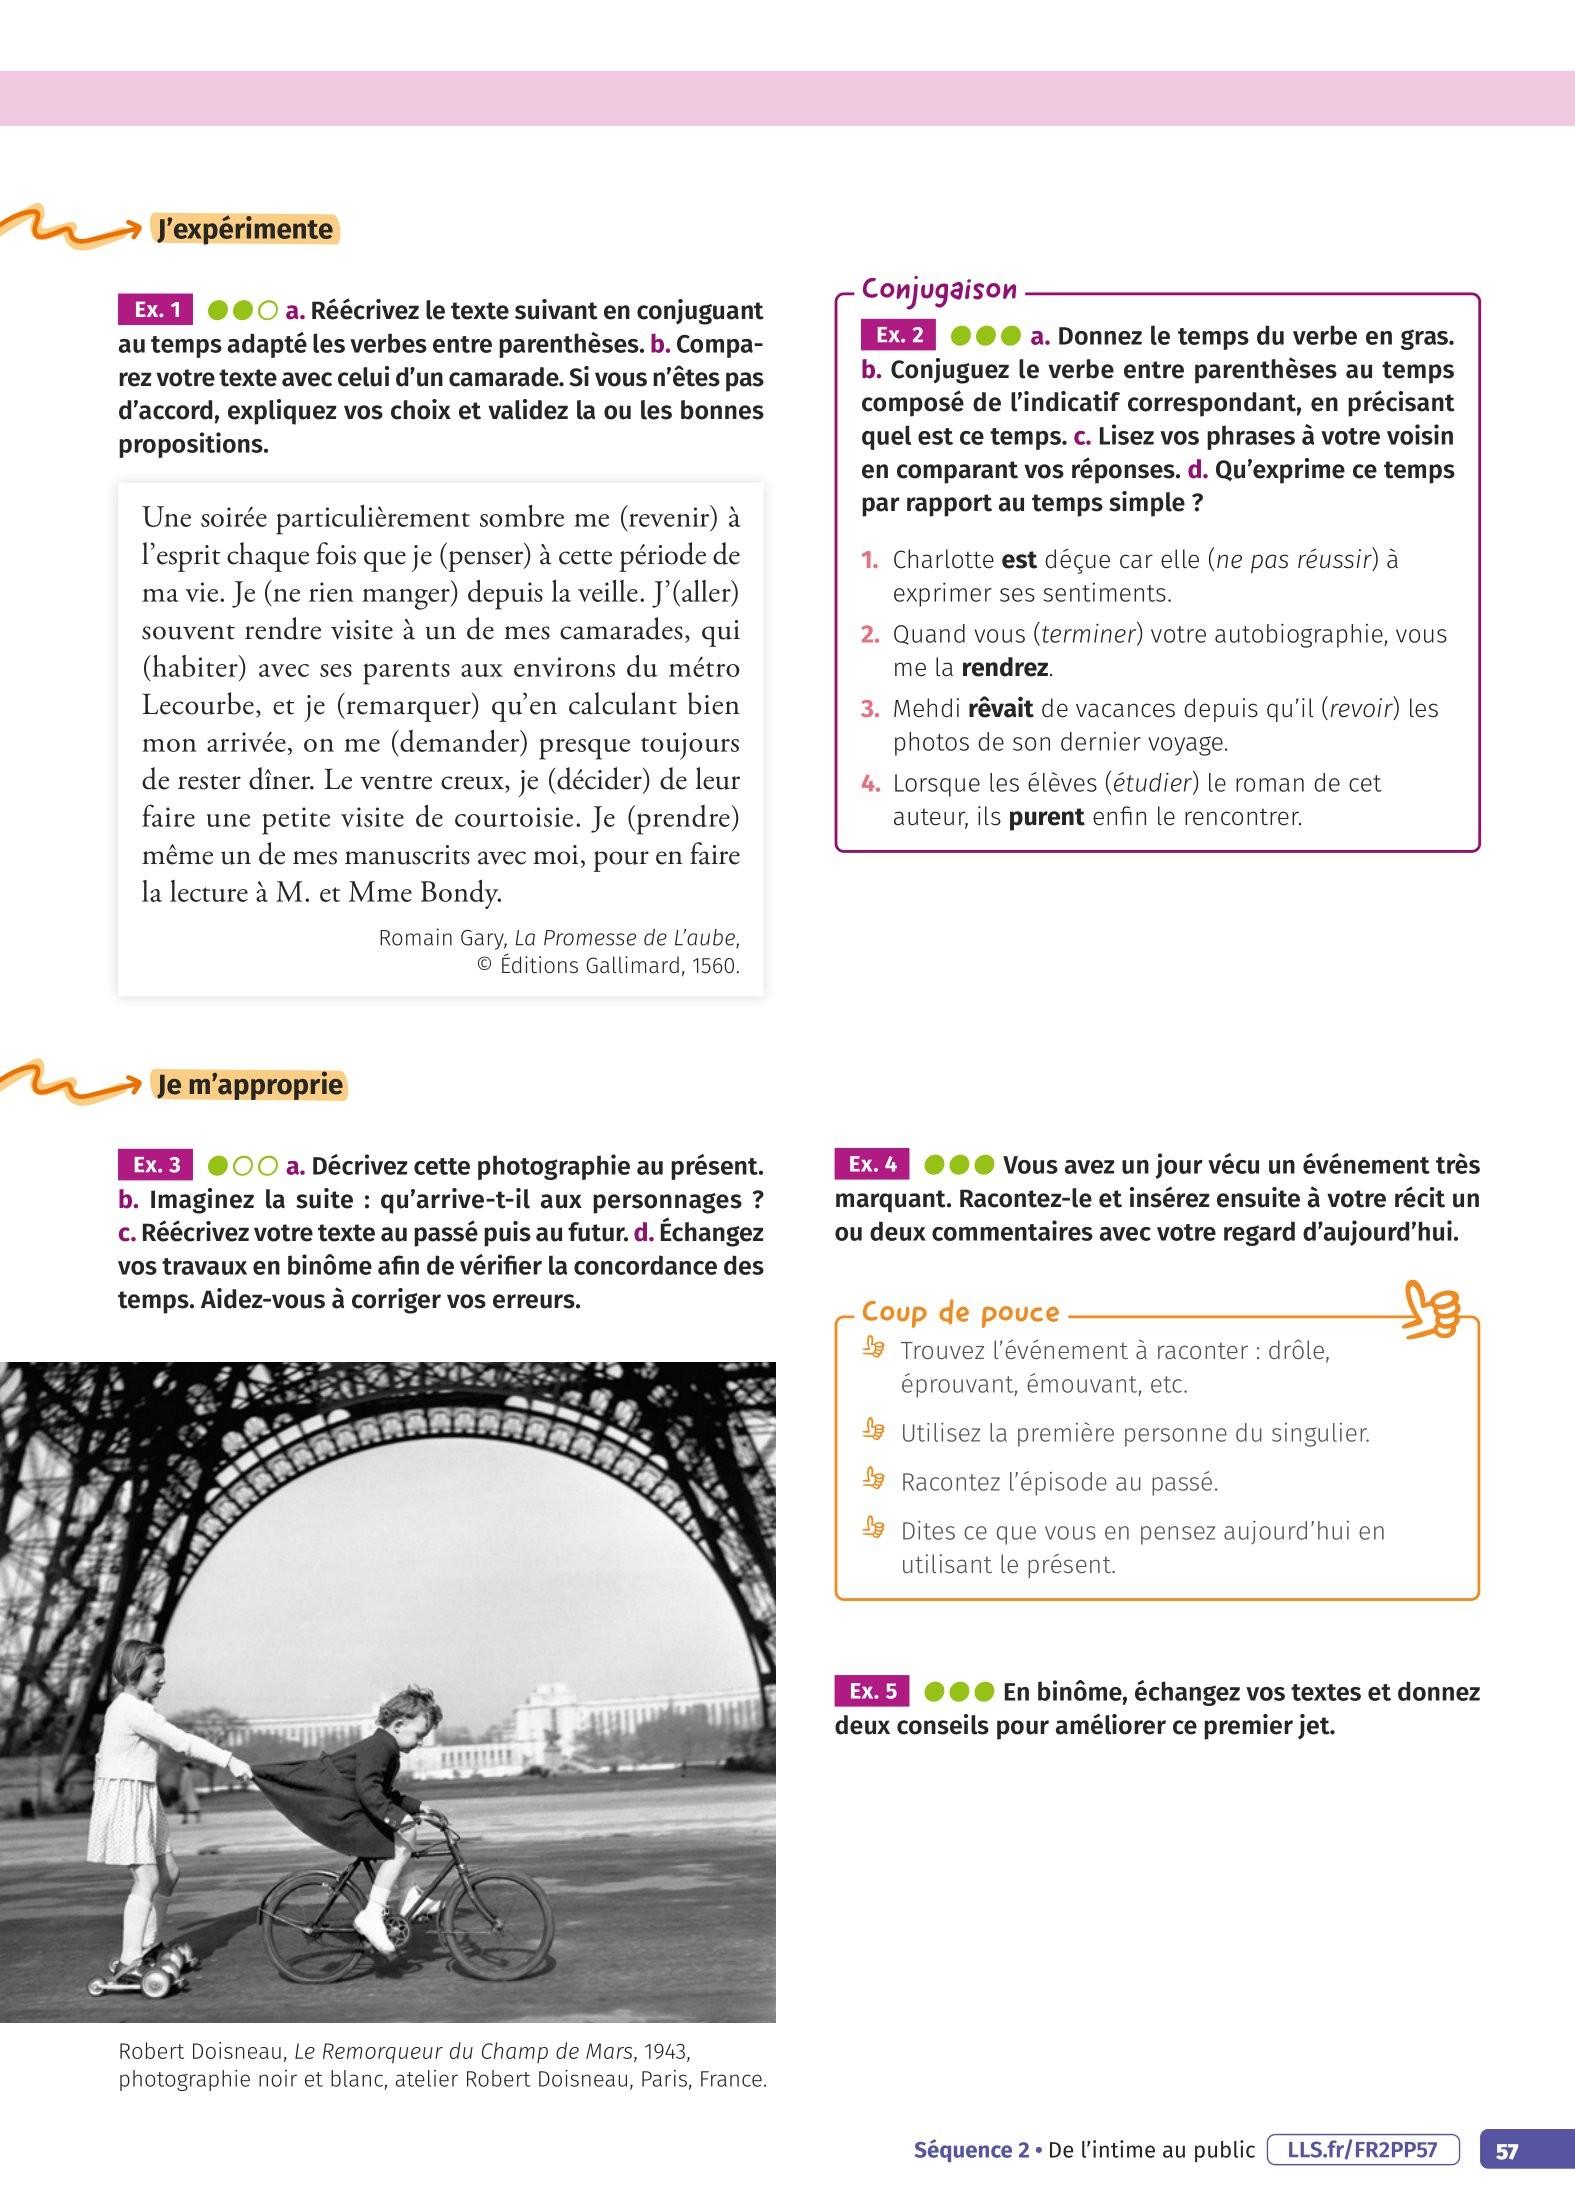 J'expérimente
Ex. 1 a. Réécrivez le texte suivant en conjuguant
au temps adapté les verbes entre parenthèses. b. Compa-
rez votre texte avec celui d'un camarade. Si vous n'êtes pas
d'accord, expliquez vos choix et validez la ou les bonnes
propositions.
Une soirée particulièrement sombre me (revenir) à
l'esprit chaque fois que je (penser) à cette période de
ma vie. Je (ne rien manger) depuis la veille. J'(aller)
souvent rendre visite à un de mes camarades, qui
(habiter) avec ses parents aux environs du métro
Lecourbe, et je (remarquer) qu'en calculant bien
mon arrivée, on me (demander) presque toujours
de rester dîner. Le ventre creux, je (décider) de leur
faire une petite visite de courtoisie. Je (prendre)
même un de mes manuscrits avec moi, pour en faire
la lecture à M. et Mme Bondy.
Romain Gary, La Promesse de L'aube,
© Éditions Gallimard, 1560.
Conjugaison
Ex. 2 a. Donnez le temps du verbe en gras.
b. Conjuguez le verbe entre parenthèses au temps
composé de l'indicatif correspondant, en précisant
quel est ce temps. c. Lisez vos phrases à votre voisin
en comparant vos réponses. d. Qu'exprime ce temps
par rapport au temps simple ?
1. Charlotte est déçue car elle (ne pas réussir) à
exprimer ses sentiments.
2. Quand vous (terminer) votre autobiographie, vous
me la rendrez.
3. Mehdi rêvait de vacances depuis qu'il (revoir) les
photos de son dernier voyage.
4. Lorsque les élèves (étudier) le roman de cet
auteur, ils purent enfin le rencontrer.
Je m'approprie
Ex. 3 a. Décrivez cette photographie au présent.
b. Imaginez la suite : qu'arrive-t-il aux personnages ?
c. Réécrivez votre texte au passé puis au futur. d. Échangez
vos travaux en binôme afin de vérifier la concordance des
temps. Aidez-vous à corriger vos erreurs.
Robert Doisneau, Le Remorqueur du Champ de Mars, 1943,
photographie noir et blanc, atelier Robert Doisneau, Paris, France.
Ex. 4 Vous avez un jour vécu un événement très
marquant. Racontez-le et insérez ensuite à votre récit un
ou deux commentaires avec votre regard d'aujourd'hui.
Coup de pouce
Trouvez l'événement à raconter : drôle,
éprouvant, émouvant, etc.
Utilisez la première personne du singulier.
Racontez l'épisode au passé.
Dites ce que vous en pensez aujourd'hui en
utilisant le présent.
Ex. 5 En binôme, échangez vos textes et donnez
deux conseils pour améliorer ce premier jet.
Séquence 2 • De l'intime au public LLS.fr/FR2PP57 57